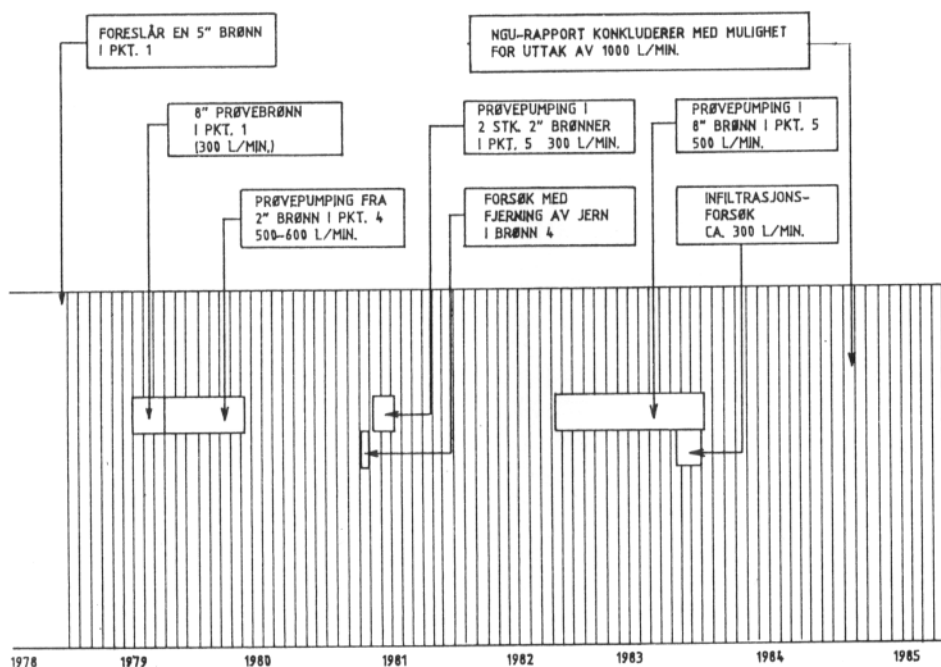 FORESLÅR EN 5" BRØNN
I PKT. 1
NGU-RAPPORT KONKLUDERER MED MULIGHET
FOR UTTAK AV 1000 L/MIN.
8" PRØVEBRØNN
I PKT. 1
(300 L/MIN.)
PRØVEPUMPING I
2 STK. 2" BRØNNER
I PKT. 5 300 L/MIN.
PRØVEPUMPING I
8" BRØNN I PKT. 5
500 L/MIN.
PRØVEPUMPING FRA
2" BRØNN I PKT. 4
500-600 L/MIN.
FORSØK MED
FJERNING AV JERN
I BRØNN 4
INFILTRASJONS-
FORSØK
CA. 300 L/MIN.
1978 1979 1980 1981 1982 1983 1984 1985